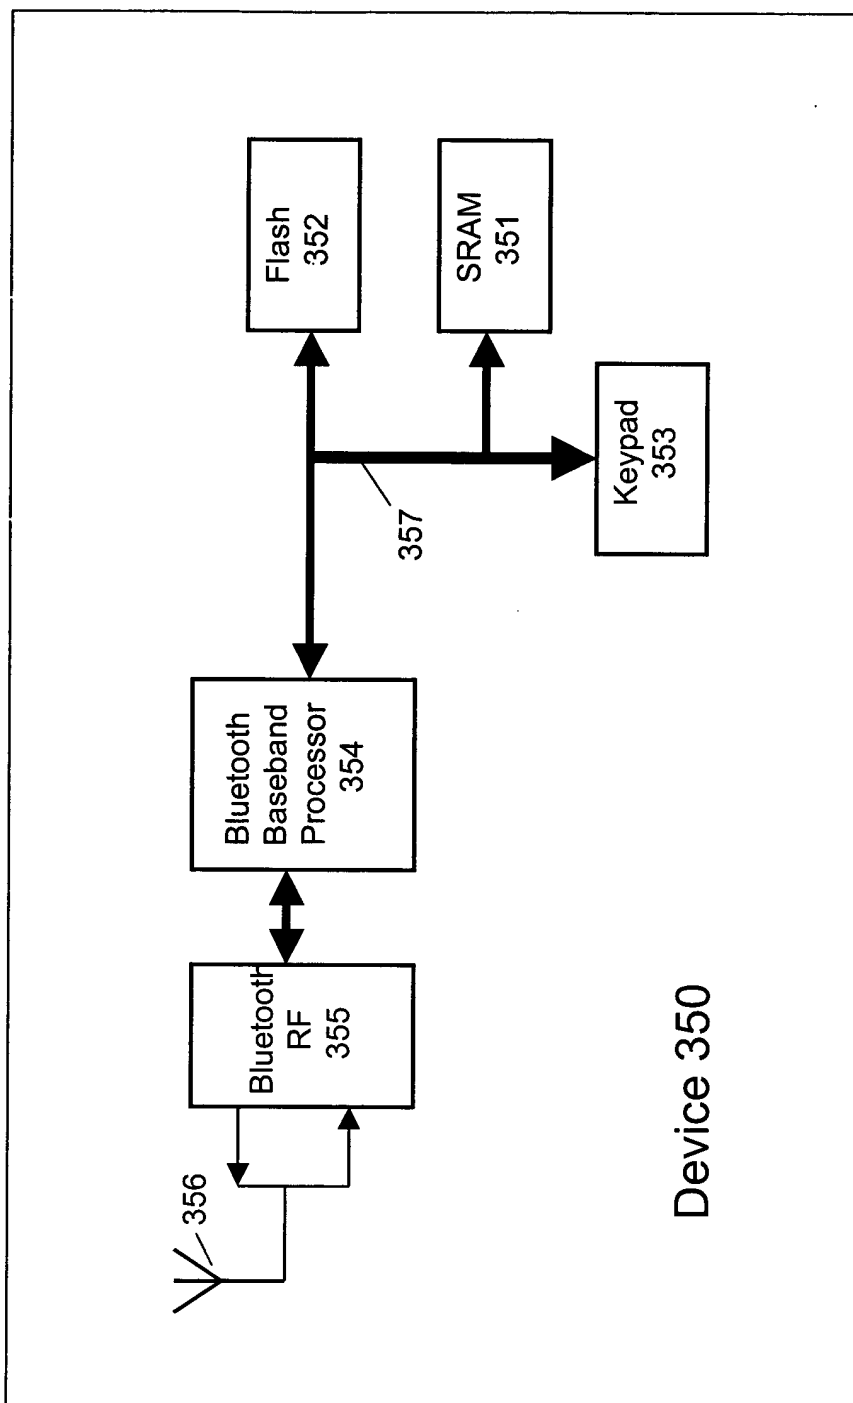 356
Bluetooth
RF
355
Bluetooth
Baseband
Processor
354
Flash
352
357
SRAM
351
Keypad
353
Device 350